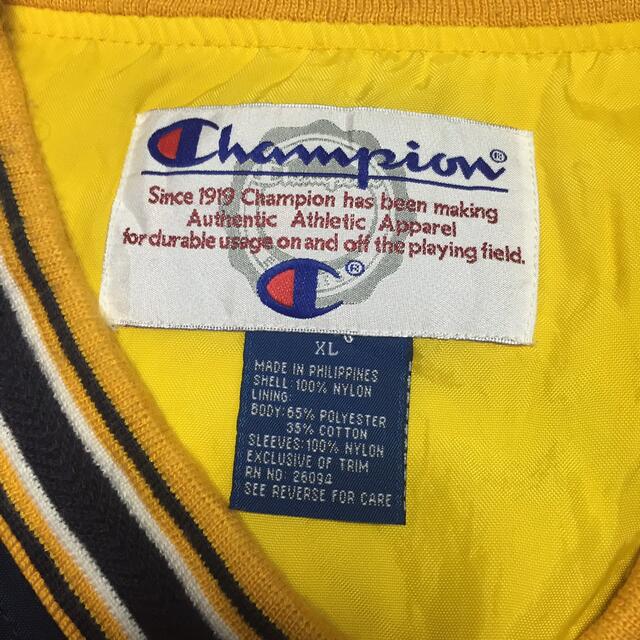 Champion®
Since 1919 Champion has been making
Authentic Athletic Apparel
for durable usage on and off the playing field.
C®
XL
MADE IN PHILIPPINES
SHELL: 100% NYLON
LINING:
BODY: 65% POLYESTER
35% COTTON
SLEEVES: 100% NYLON
EXCLUSIVE OF TRIM
RN NO: 26094
SEE REVERSE FOR CARE